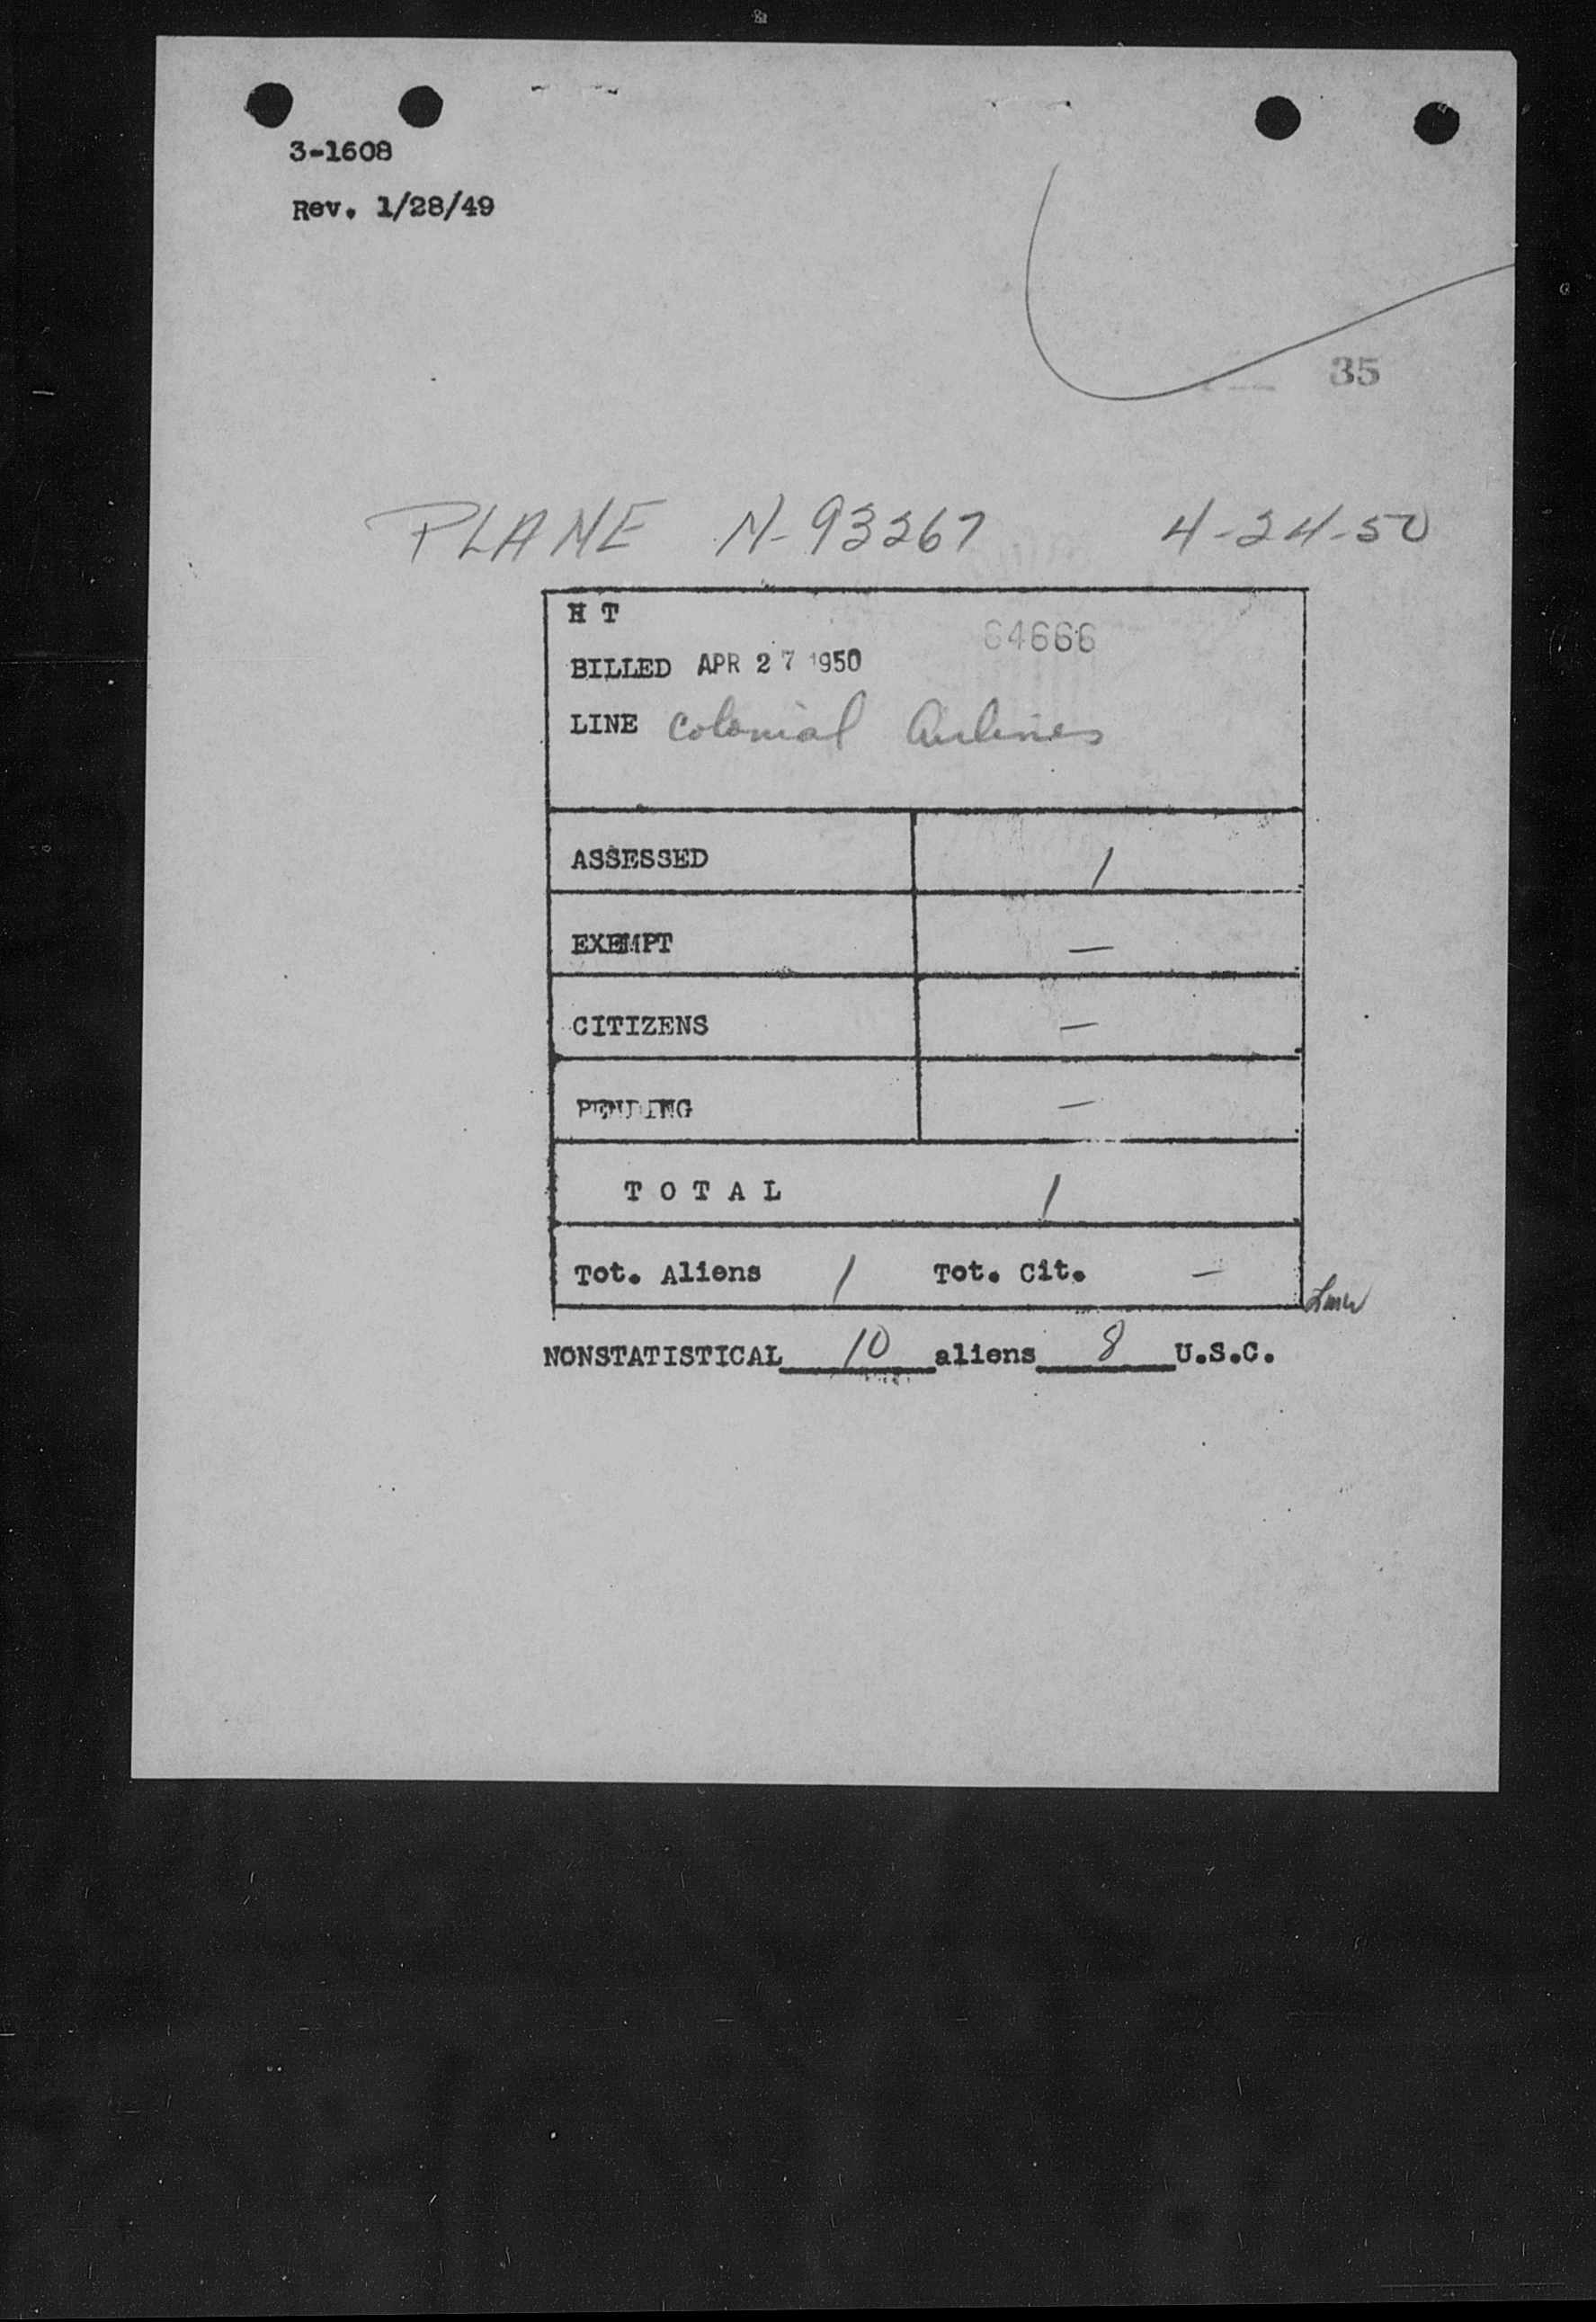 3-1608
Rev. 1/28/49
35
PLANE N-93267 4-24-50
H T
64666
BILLED APR 27 1950
LINE Colonial Airlines
ASSESSED 1
EXEMPT —
CITIZENS —
PENDING —
T O T A L 1
Tot. Aliens 1 Tot. Cit. —
NONSTATISTICAL 10 aliens 8 U.S.C.